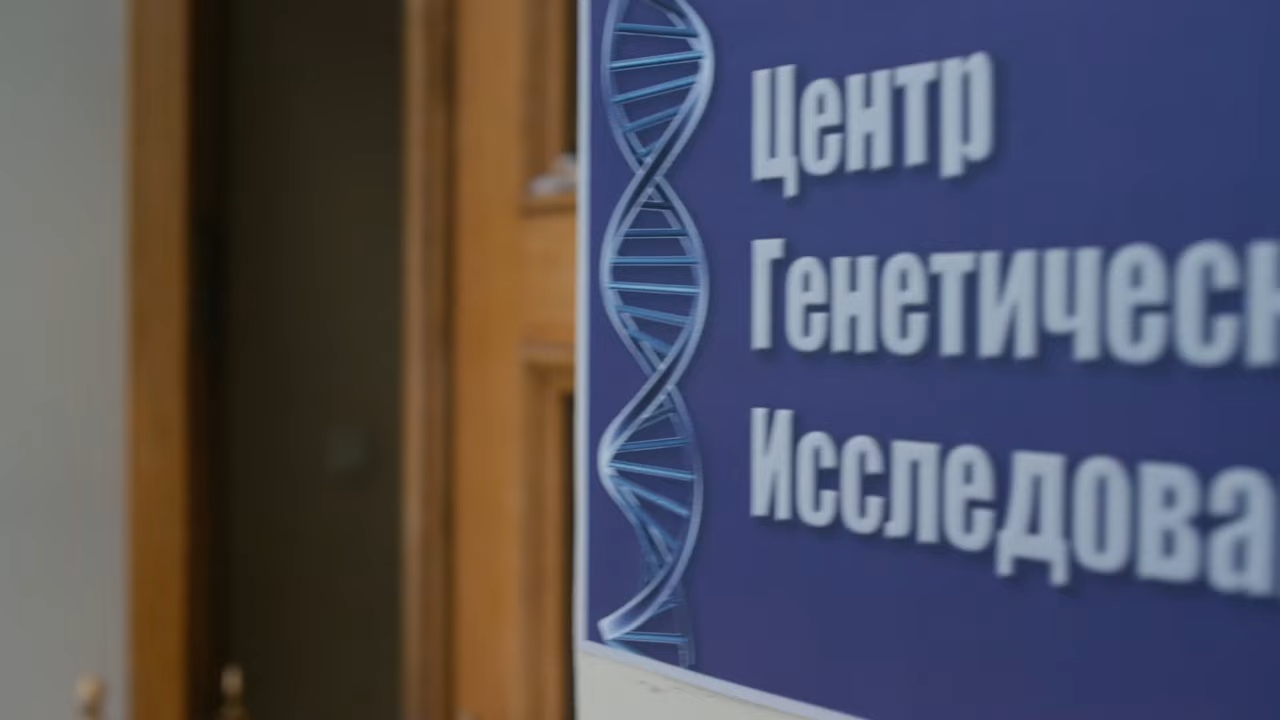 Центр
Генетическ
Исследова